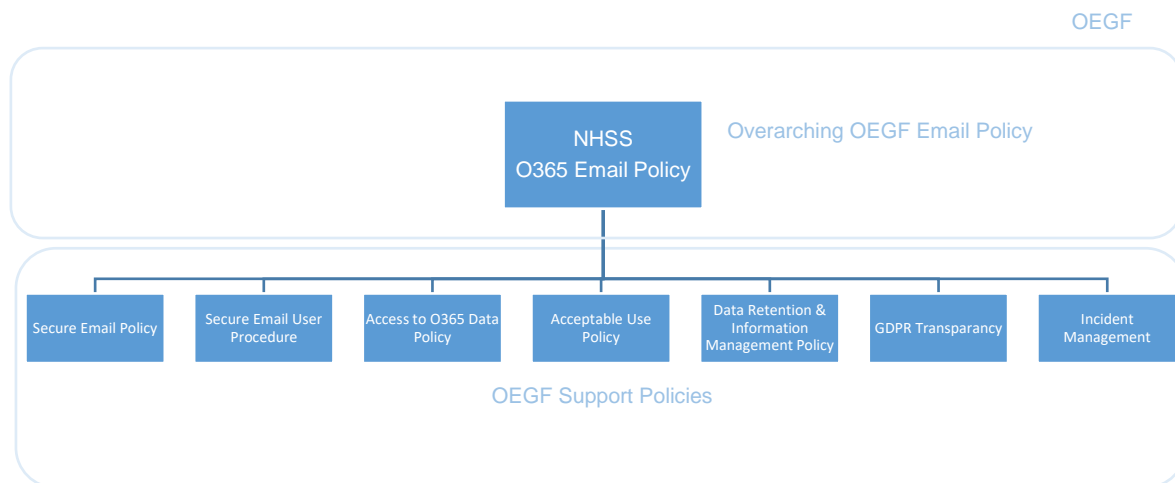 OEGF
NHSS
O365 Email Policy
Overarching OEGF Email Policy
Secure Email Policy
Secure Email User
Procedure
Access to O365 Data
Policy
Acceptable Use
Policy
Data Retention &
Information
Management Policy
GDPR Transparancy
Incident
Management
OEGF Support Policies